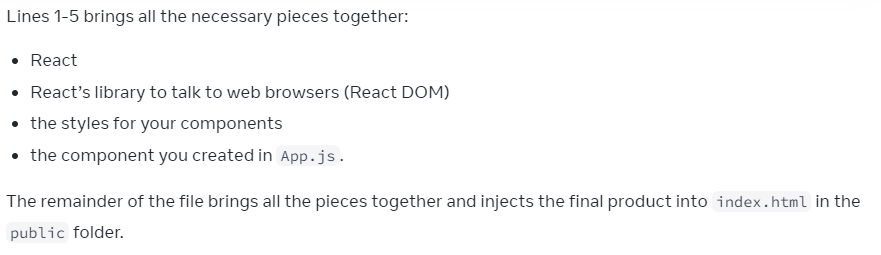 Lines 1-5 brings all the necessary pieces together:
• React
• React’s library to talk to web browsers (React DOM)
• the styles for your components
• the component you created in App.js.
The remainder of the file brings all the pieces together and injects the final product into index.html in the
public folder.